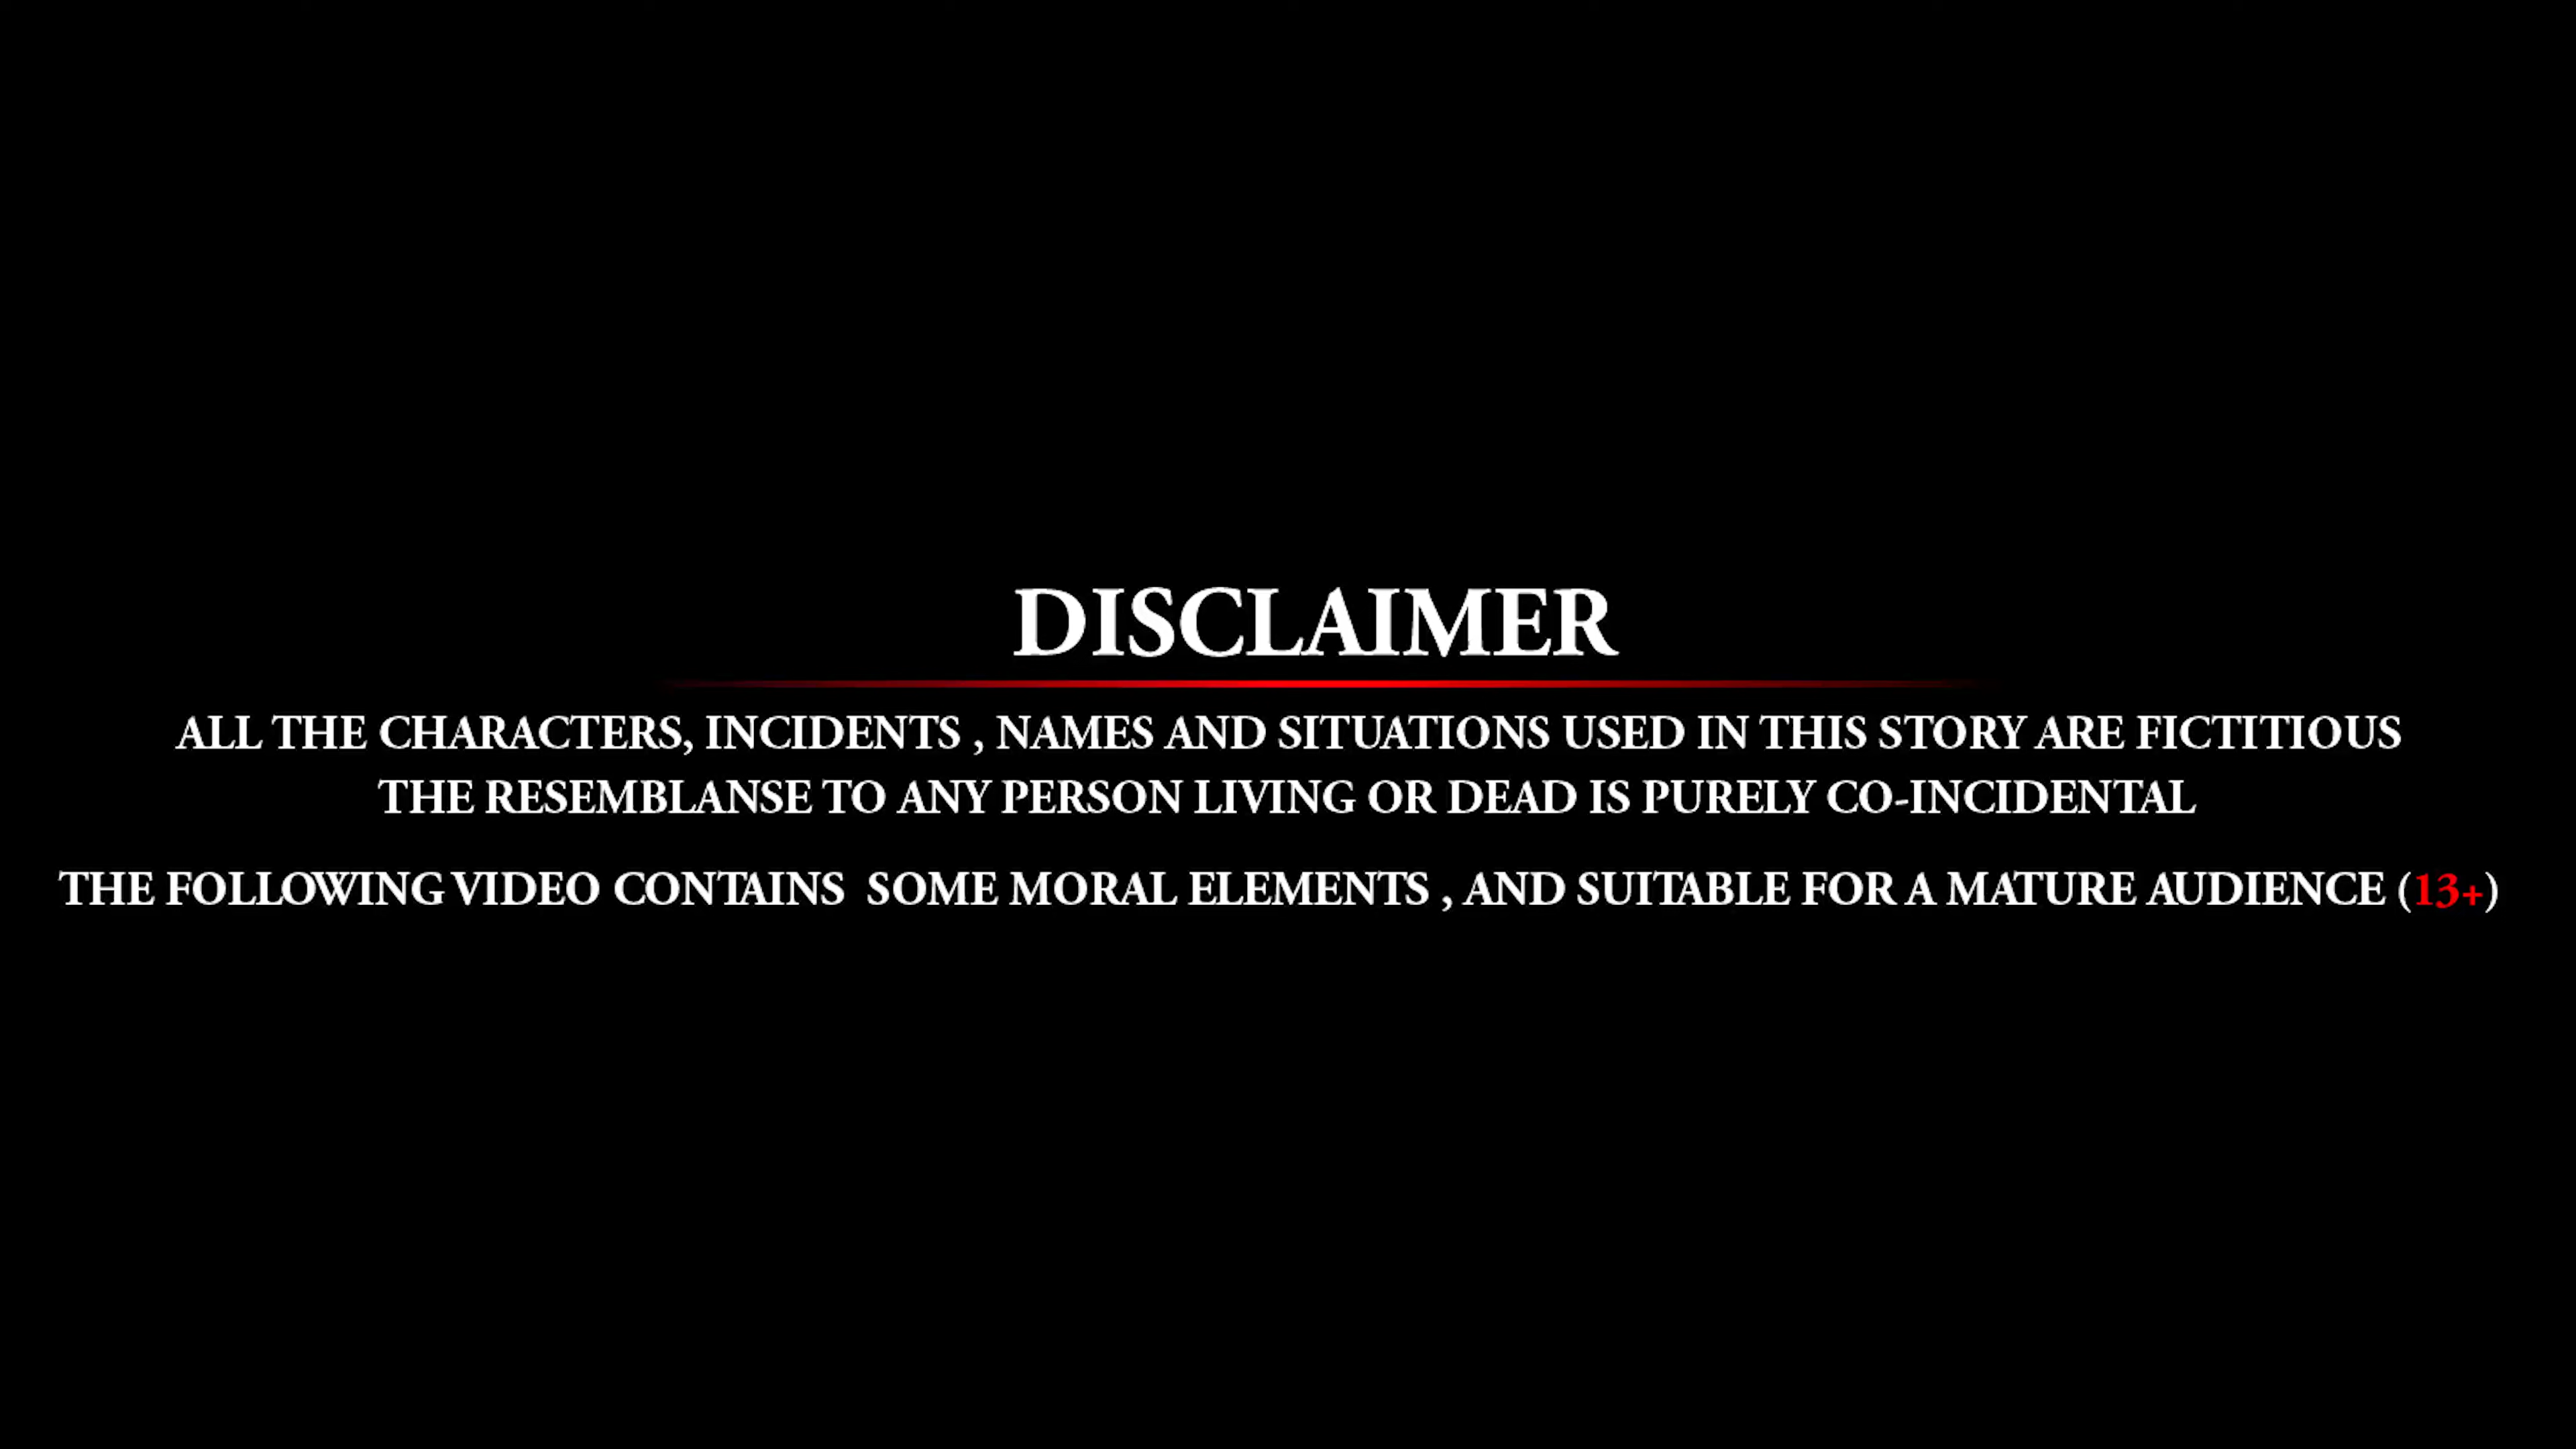 DISCLAIMER
ALL THE CHARACTERS, INCIDENTS , NAMES AND SITUATIONS USED IN THIS STORY ARE FICTITIOUS
THE RESEMBLANSE TO ANY PERSON LIVING OR DEAD IS PURELY CO-INCIDENTAL
THE FOLLOWING VIDEO CONTAINS  SOME MORAL ELEMENTS , AND SUITABLE FOR A MATURE AUDIENCE (13+)